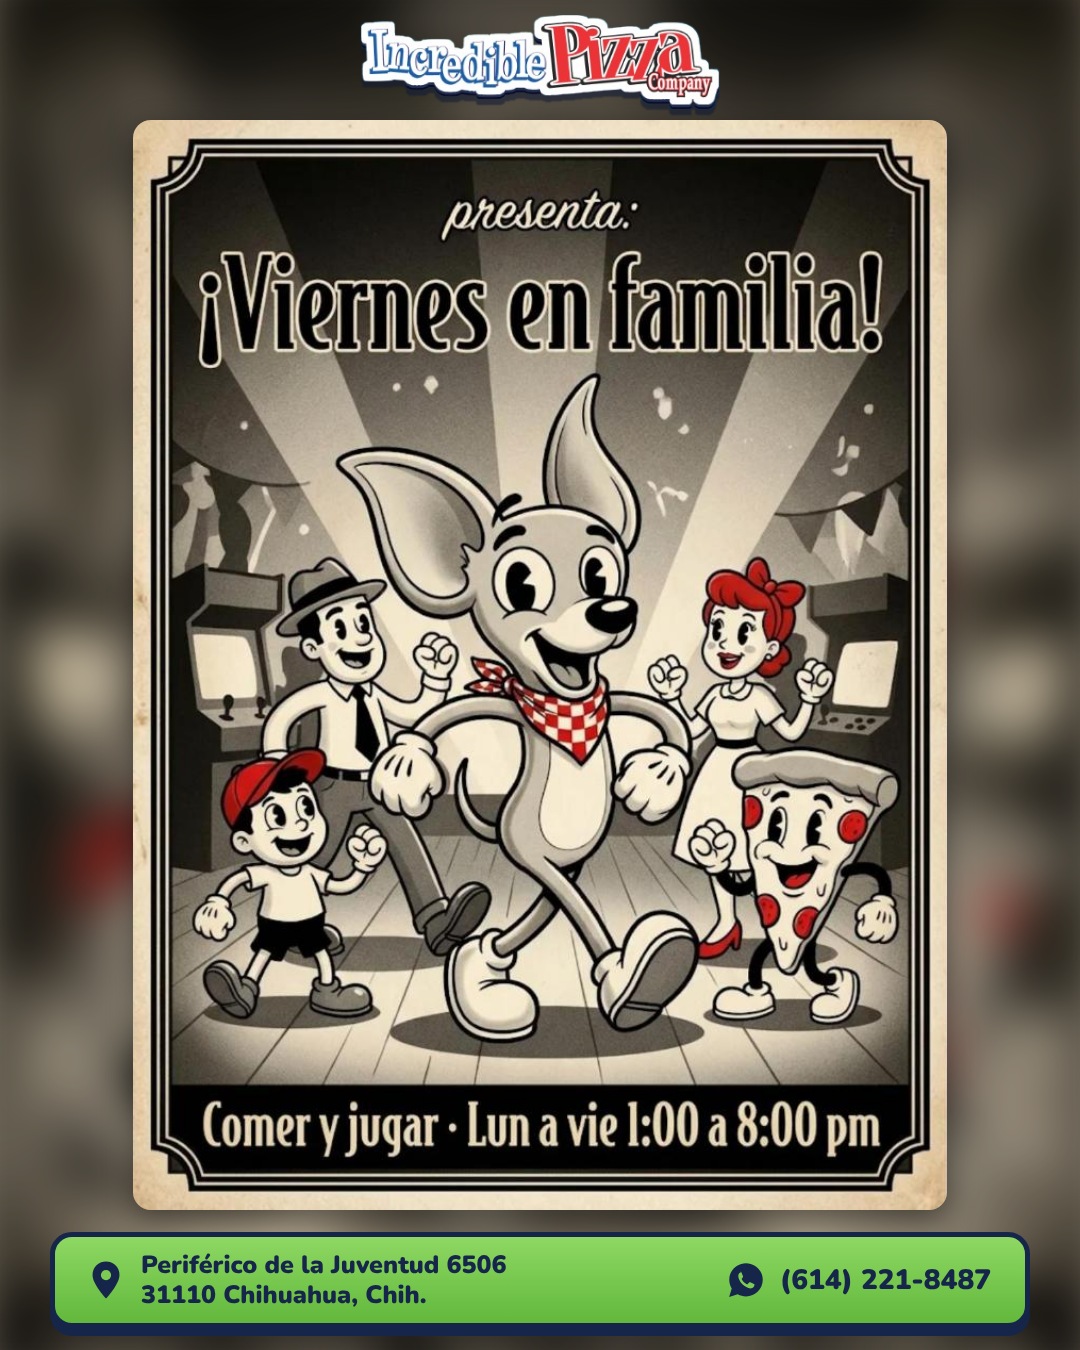 Incredible Pizza Company
presenta:
¡Viernes en familia!
Comer y jugar · Lun a vie 1:00 a 8:00 pm
Periférico de la Juventud 6506
31110 Chihuahua, Chih.
(614) 221-8487